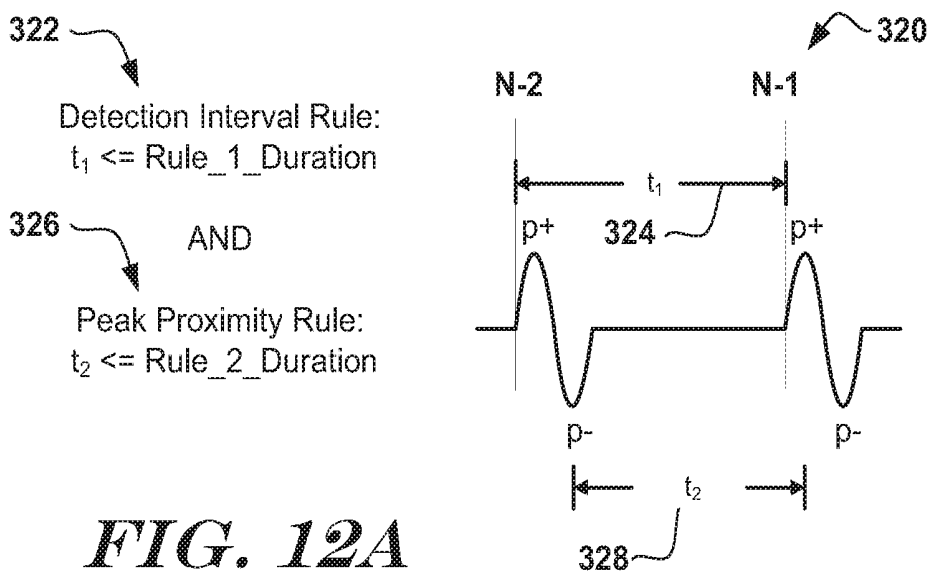 322
320
N-2 N-1
Detection Interval Rule:
t₁ <= Rule_1_Duration
t₁
324
p+ p+
326
AND
Peak Proximity Rule:
t₂ <= Rule_2_Duration
p- p-
t₂
328
FIG. 12A